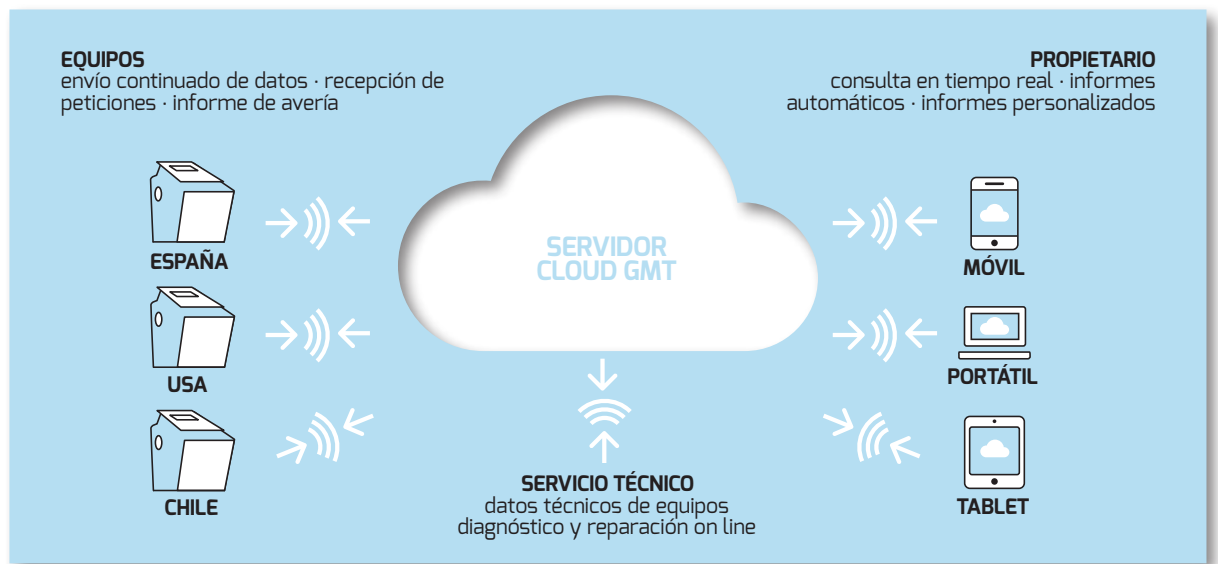 EQUIPOS
envío continuado de datos · recepción de
peticiones · informe de avería
PROPIETARIO
consulta en tiempo real · informes
automáticos · informes personalizados
SERVIDOR
CLOUD GMT
ESPAÑA
MÓVIL
USA
PORTÁTIL
CHILE
TABLET
SERVICIO TÉCNICO
datos técnicos de equipos
diagnóstico y reparación on line